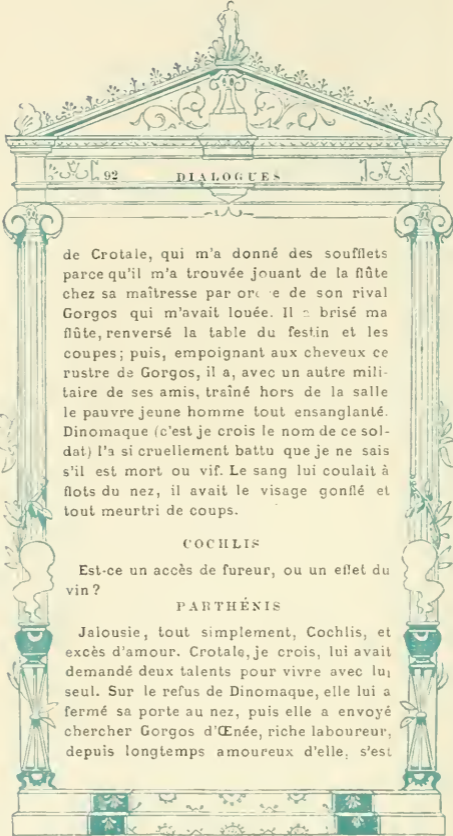 92 DIALOGUES
de Crotale, qui m'a donné des soufflets
parce qu'il m'a trouvée jouant de la flûte
chez sa maîtresse par de son rival
Gorgos qui m'avait louée. Il brisé ma
flûte, renversé la table du festin et les
coupes; puis, empoignant aux cheveux ce
rustre de Gorgos, il a, avec un autre mili-
taire de ses amis, traîné hors de la salle
le pauvre jeune homme tout ensanglanté.
Dinomaque (c'est je crois le nom de ce sol-
dat) l'a si cruellement battu que je ne sais
s'il est mort ou vif. Le sang lui coulait à
flots du nez, il avait le visage gonflé et
tout meurtri de coups.
COCHLIS
Est-ce un accès de fureur, ou un effet du
vin?
PARTHÉNIS
Jalousie, tout simplement, Cochlis, et
excès d'amour. Crotale, je crois, lui avait
demandé deux talents pour vivre avec lui
seul. Sur le refus de Dinomaque, elle lui a
fermé sa porte au nez, puis elle a envoyé
chercher Gorgos d'Œnée, riche laboureur,
depuis longtemps amoureux d'elle, s'est